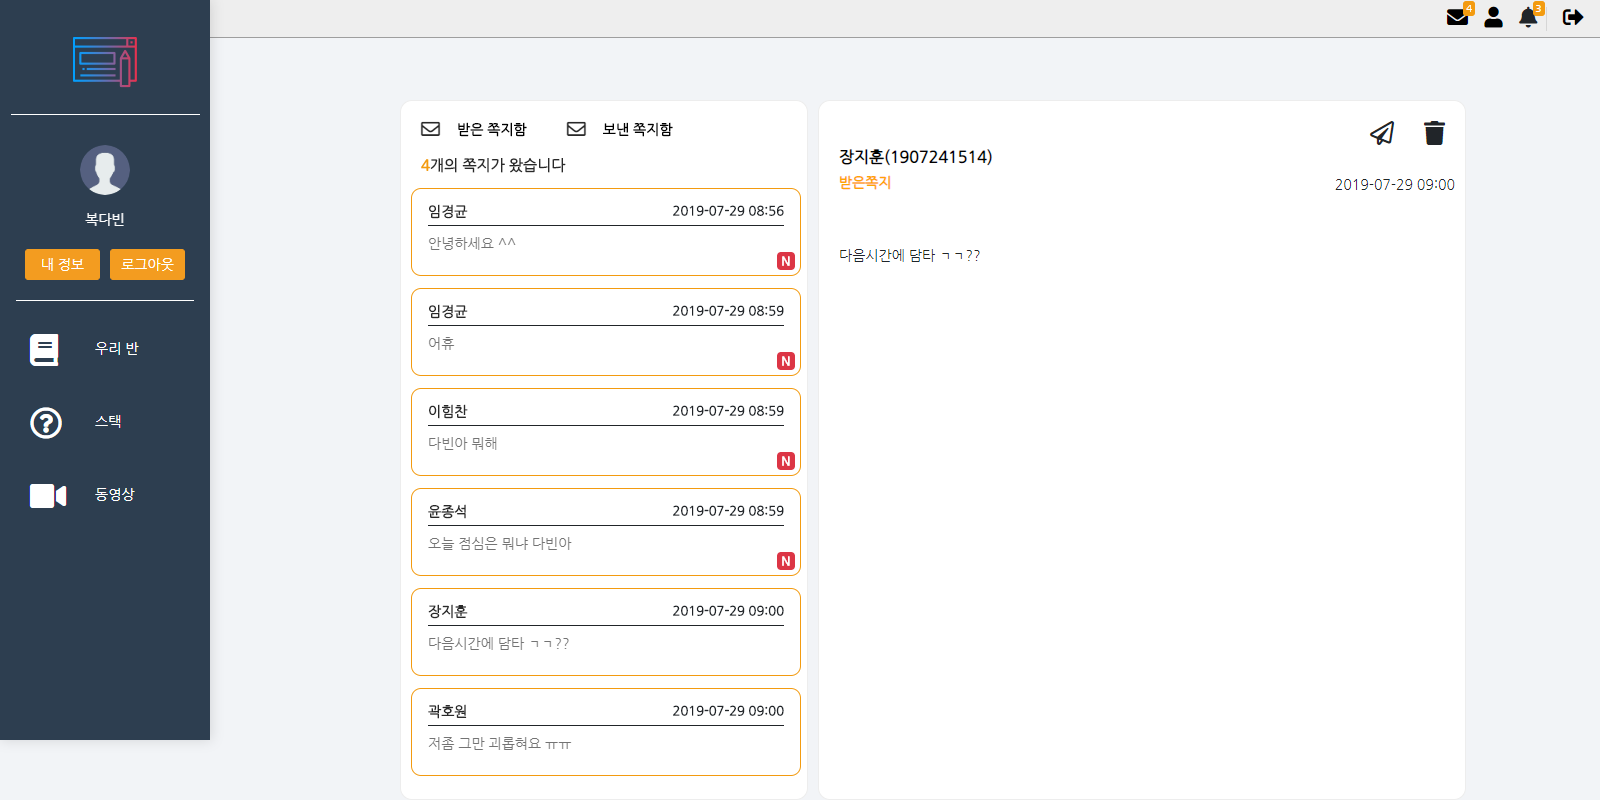 4
3
복다빈
내 정보
로그아웃
우리 반
스택
동영상
받은 쪽지함
보낸 쪽지함
4개의 쪽지가 왔습니다
임경균 2019-07-29 08:56
안녕하세요 ^^
N
임경균 2019-07-29 08:59
어휴
N
이힘찬 2019-07-29 08:59
다빈아 뭐해
N
윤종석 2019-07-29 08:59
오늘 점심은 뭐냐 다빈아
N
장지훈 2019-07-29 09:00
다음시간에 담타 ㄱㄱ??
곽호원 2019-07-29 09:00
저좀 그만 괴롭혀요 ㅠㅠ
장지훈(1907241514)
받은쪽지
2019-07-29 09:00
다음시간에 담타 ㄱㄱ??